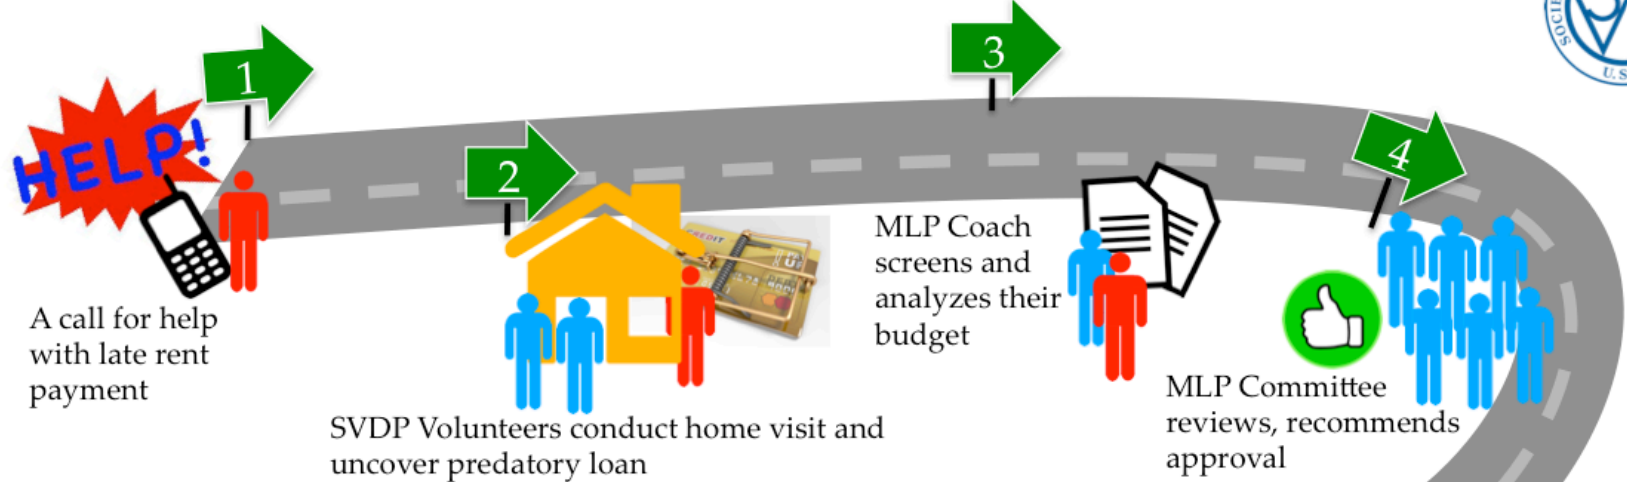 1
HELP!
A call for help
with late rent
payment
2
CREDIT
SVDP Volunteers conduct home visit and
uncover predatory loan
3
MLP Coach
screens and
analyzes their
budget
4
MLP Committee
reviews, recommends
approval